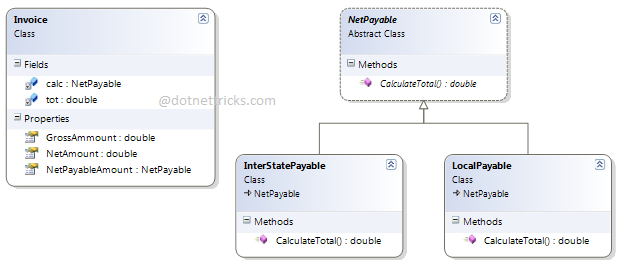 Invoice
Class
Fields
calc : NetPayable
tot : double
Properties
GrossAmmount : double
NetAmount : double
NetPayableAmount : NetPayable
@dotnettricks.com
NetPayable
Abstract Class
Methods
CalculateTotal() : double
InterStatePayable
Class
NetPayable
Methods
CalculateTotal() : double
LocalPayable
Class
NetPayable
Methods
CalculateTotal() : double